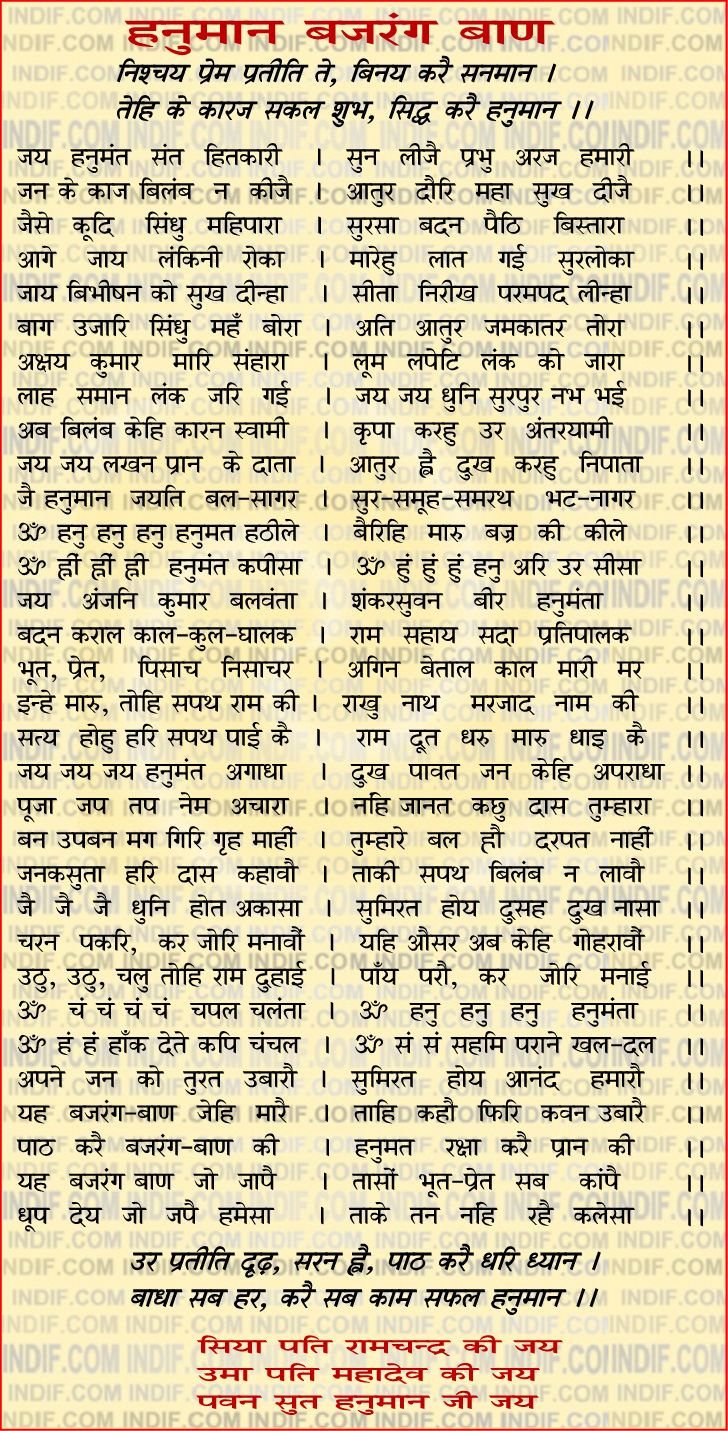 हनुमान बजरंग बाण
निश्चय प्रेम प्रतीति ते, बिनय करै सनमान ।
तेहि के कारज सकल शुभ, सिद्ध करै हनुमान ।।
जय हनुमंत संत हितकारी । सुन लीजै प्रभु अरज हमारी ।।
जन के काज बिलंब न कीजै । आतुर दौरि महा सुख दीजै ।।
जैसे कूदि सिंधु महिपारा । सुरसा बदन पैठि बिस्तारा ।।
आगे जाय लंकिनी रोका । मारेहु लात गई सुरलोका ।।
जाय बिभीषन को सुख दीन्हा । सीता निरीख परमपद लीन्हा ।।
बाग उजारि सिंधु महँ बोरा । अति आतुर जमकातर तोरा ।।
अक्षय कुमार मारि संहारा । लूम लपेटि लंक को जारा ।।
लाह समान लंक जरि गई । जय जय धुनि सुरपुर नभ भई ।।
अब बिलंब केहि कारन स्वामी । कृपा करहु उर अंतरयामी ।।
जय जय लखन प्रान के दाता । आतुर ह्वै दुख करहु निपाता ।।
जै हनुमान जयति बल-सागर । सुर-समूह-समरथ भट-नागर ।।
ॐ हनु हनु हनु हनुमत हठीले । बैरिहि मारु बज्र की कीले ।।
ॐ ह्नीं ह्नीं ह्नी हनुमंत कपीसा । ॐ हुं हुं हुं हनु अरि उर सीसा ।।
जय अंजनि कुमार बलवंता । शंकरसुवन बीर हनुमंता ।।
बदन कराल काल-कुल-घालक । राम सहाय सदा प्रतिपालक ।।
भूत, प्रेत, पिसाच निसाचर । अगिन बेताल काल मारी मर ।।
इन्हे मारु, तोहि सपथ राम की । राखु नाथ मरजाद नाम की ।।
सत्य होहु हरि सपथ पाई कै । राम दूत धरु मारु धाइ कै ।।
जय जय जय हनुमंत अगाधा । दुख पावत जन केहि अपराधा ।।
पूजा जप तप नेम अचारा । नहि जानत कछु दास तुम्हारा ।।
बन उपबन मग गिरि गृह माहीं । तुम्हारे बल हौ दरपत नाहीं ।।
जनकसुता हरि दास कहावौ । ताकी सपथ बिलंब न लावौ ।।
जै जै जै धुनि होत अकासा । सुमिरत होय दुसह दुख नासा ।।
चरन पकरि, कर जोरि मनावौं । यहि औसर अब केहि गोहरावौं ।।
उठु, उठु, चलु तोहि राम दुहाई । पाँय परौ, कर जोरि मनाई ।।
ॐ चं चं चं चं चपल चलंता । ॐ हनु हनु हनु हनुमंता ।।
ॐ हं हं हाँक देते कपि चंचल । ॐ सं सं सहमि पराने खल-दल ।।
अपने जन को तुरत उबारौ । सुमिरत होय आनंद हमारौ ।।
यह बजरंग-बाण जेहि मारै । ताहि कहौ फिरि कवन उबारै ।।
पाठ करै बजरंग-बाण की । हनुमत रक्षा करै प्रान की ।।
यह बजरंग बाण जो जापै । तासों भूत-प्रेत सब कांपै ।।
धूप देय जो जपै हमेसा । ताके तन नहि रहै कलेसा ।।
उर प्रतीति दृढ़, सरन ह्वै, पाठ करै धरि ध्यान ।
बाधा सब हर, करै सब काम सफल हनुमान ।।
सिया पति रामचन्द्र की जय
उमा पति महादेव की जय
पवन सुत हनुमान जी जय